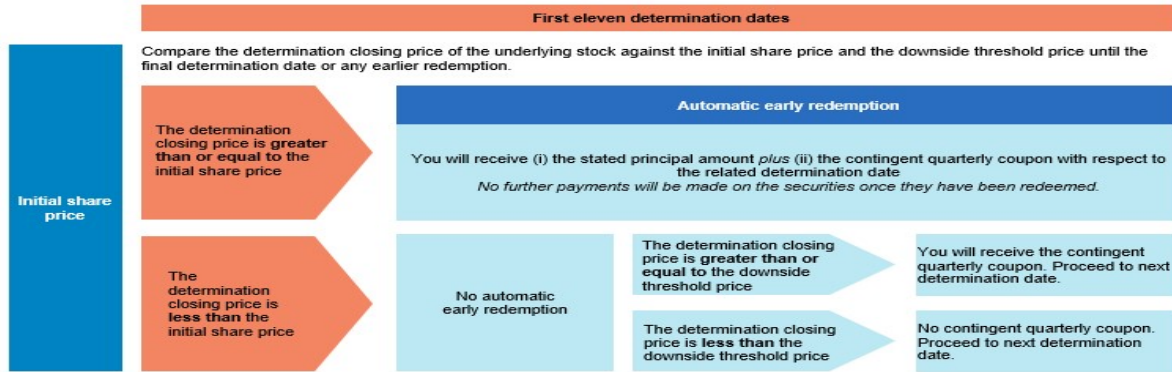 First eleven determination dates
Compare the determination closing price of the underlying stock against the initial share price and the downside threshold price until the
final determination date or any earlier redemption.
Initial share
price
The determination
closing price is greater
than or equal to the
initial share price
Automatic early redemption
You will receive (i) the stated principal amount plus (ii) the contingent quarterly coupon with respect to
the related determination date
No further payments will be made on the securities once they have been redeemed.
The
determination
closing price is
less than the
initial share price
No automatic
early redemption
The determination closing
price is greater than or
equal to the downside
threshold price
You will receive the contingent
quarterly coupon. Proceed to next
determination date.
The determination closing
price is less than the
downside threshold price
No contingent quarterly coupon.
Proceed to next determination
date.